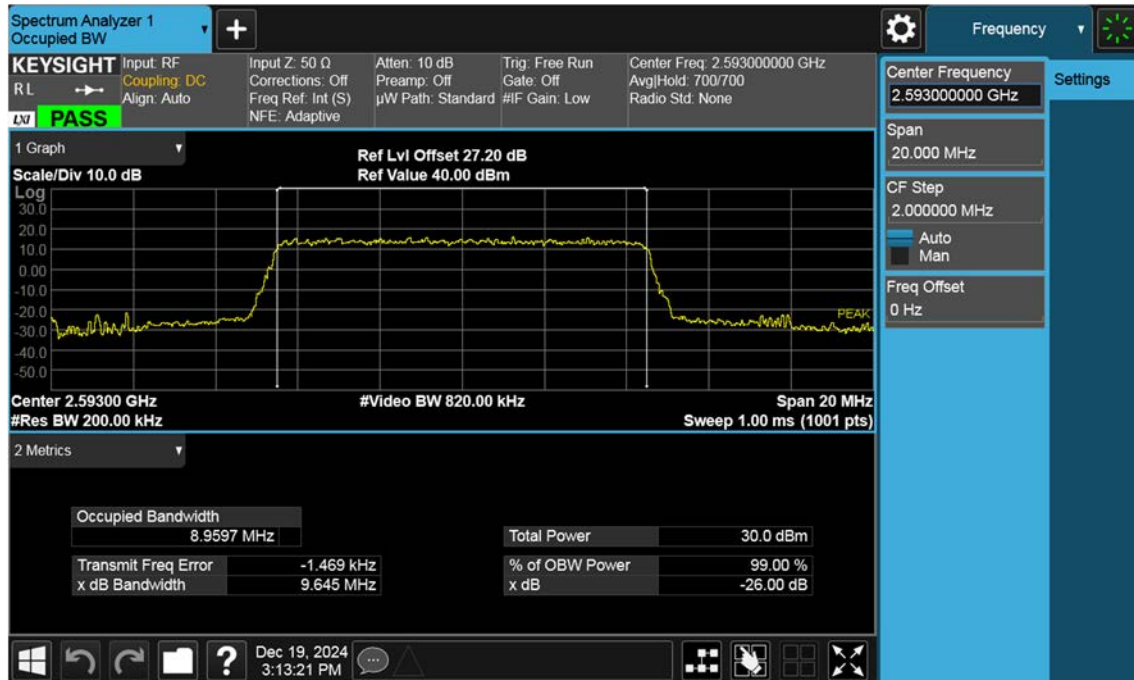 Spectrum Analyzer 1
Occupied BW
+
Frequency
KEYSIGHT
RL
LXI PASS
Input: RF
Coupling: DC
Align: Auto
Input Z: 50 Ω
Corrections: Off
Freq Ref: Int (S)
NFE: Adaptive
Atten: 10 dB
Preamp: Off
µW Path: Standard
Trig: Free Run
Gate: Off
#IF Gain: Low
Center Freq: 2.593000000 GHz
Avg|Hold: 700/700
Radio Std: None
Center Frequency
2.593000000 GHz
Settings
Span
20.000 MHz
CF Step
2.000000 MHz
Auto
Man
Freq Offset
0 Hz
1 Graph
Scale/Div 10.0 dB
Ref Lvl Offset 27.20 dB
Ref Value 40.00 dBm
Log
30.0
20.0
10.0
0.00
-10.0
-20.0
-30.0
-40.0
-50.0
PEAK
Center 2.59300 GHz
#Video BW 820.00 kHz
Span 20 MHz
#Res BW 200.00 kHz
Sweep 1.00 ms (1001 pts)
2 Metrics
Occupied Bandwidth
8.9597 MHz
Total Power 30.0 dBm
Transmit Freq Error -1.469 kHz
% of OBW Power 99.00 %
x dB Bandwidth 9.645 MHz
x dB -26.00 dB
?
Dec 19, 2024
3:13:21 PM